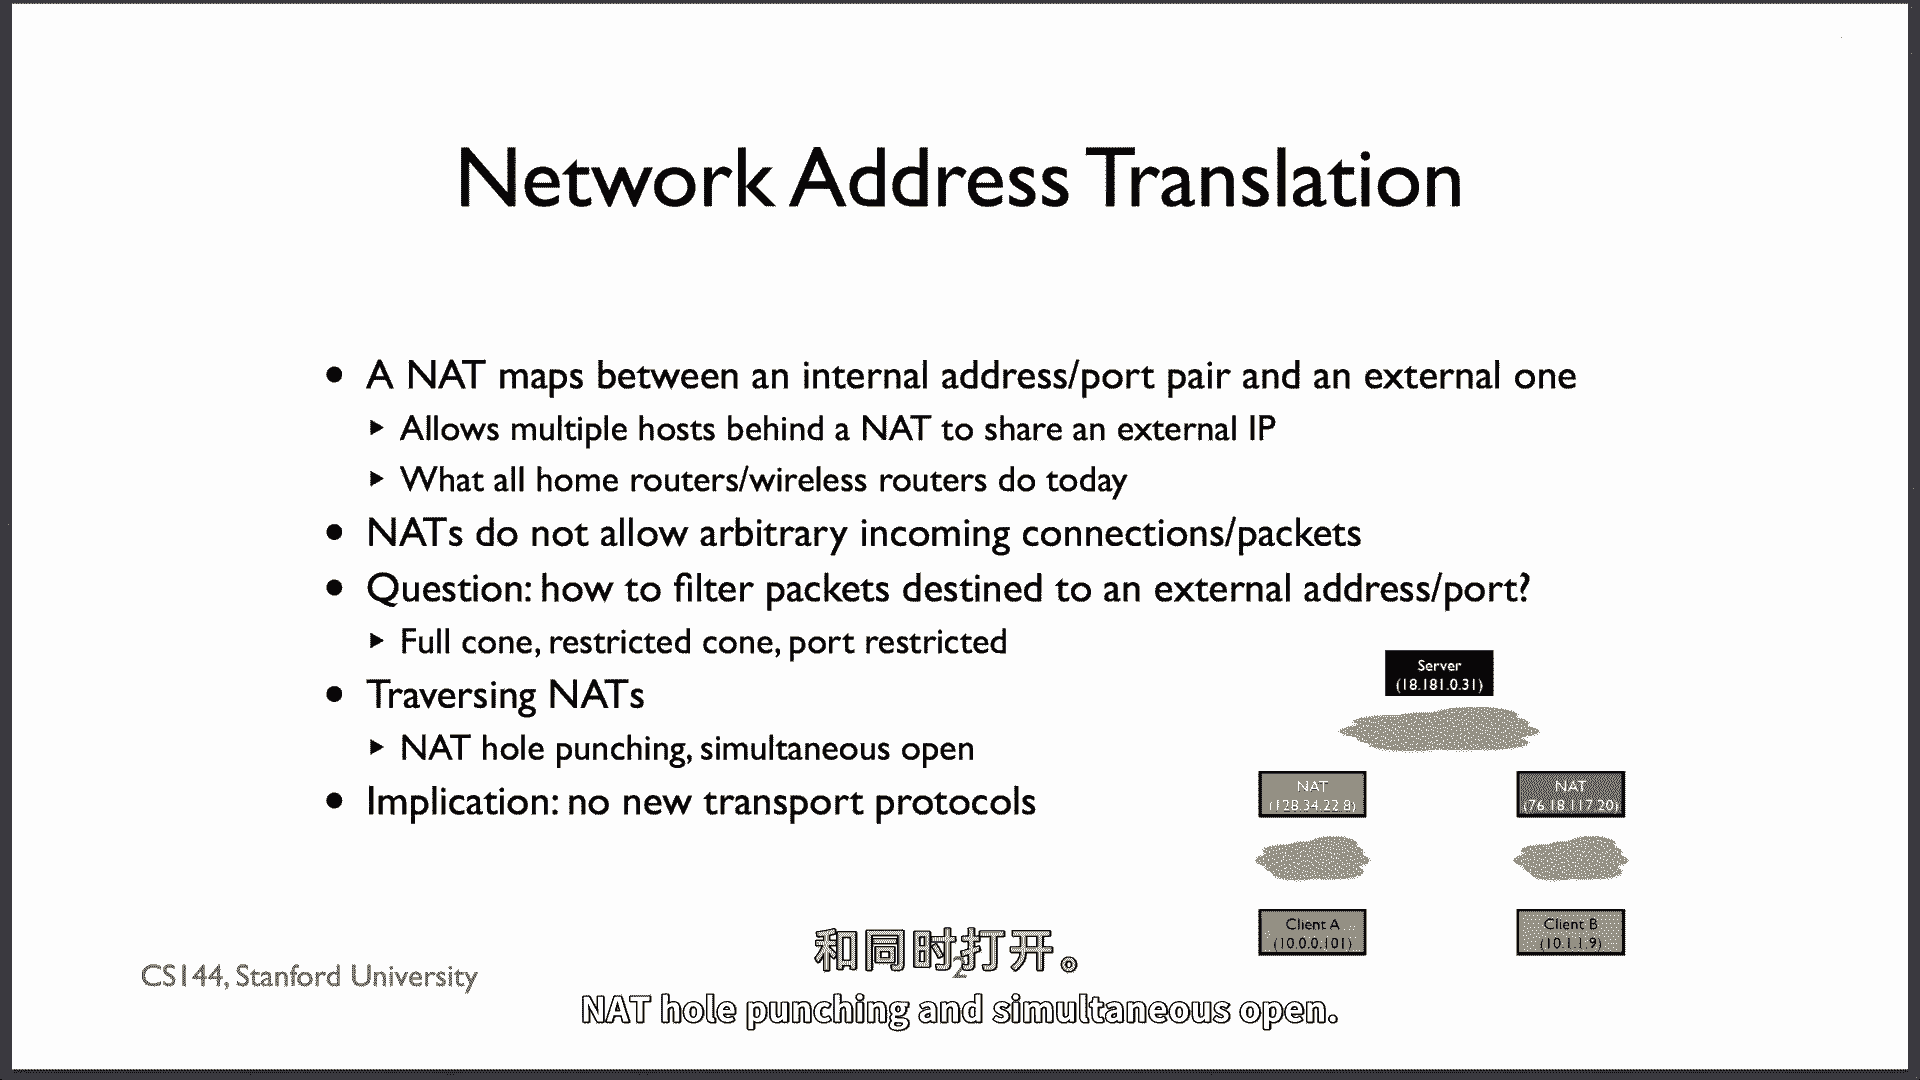 Network Address Translation
• A NAT maps between an internal address/port pair and an external one
‣ Allows multiple hosts behind a NAT to share an external IP
‣ What all home routers/wireless routers do today
• NATs do not allow arbitrary incoming connections/packets
• Question: how to filter packets destined to an external address/port?
‣ Full cone, restricted cone, port restricted
• Traversing NATs
‣ NAT hole punching, simultaneous open
• Implication: no new transport protocols
Server
(18.181.0.31)
NAT
(128.34.22.8)
NAT
(76.18.117.20)
Client A
(10.0.0.101)
Client B
(10.1.1.9)
CS144, Stanford University
2
和同时打开。
NAT hole punching and simultaneous open.